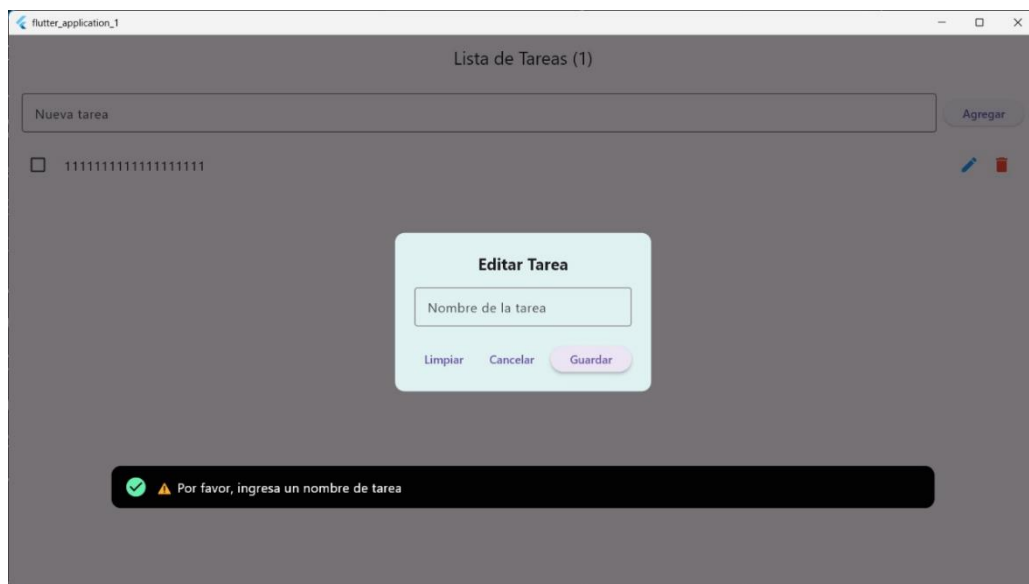 flutter_application_1
Lista de Tareas (1)
Nueva tarea
Agregar
1111111111111111111
Editar Tarea
Nombre de la tarea
Limpiar Cancelar Guardar
Por favor, ingresa un nombre de tarea